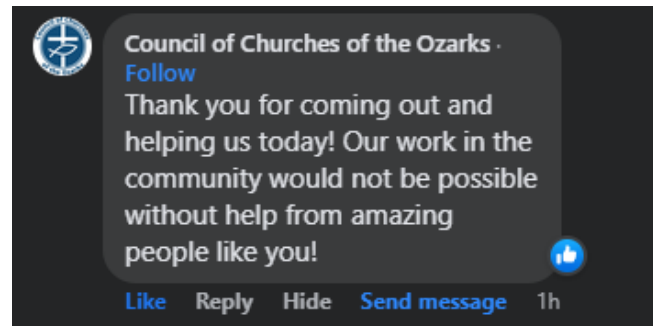 Council of Churches of the Ozarks ·
Follow
Thank you for coming out and
helping us today! Our work in the
community would not be possible
without help from amazing
people like you!
Like Reply Hide Send message 1h